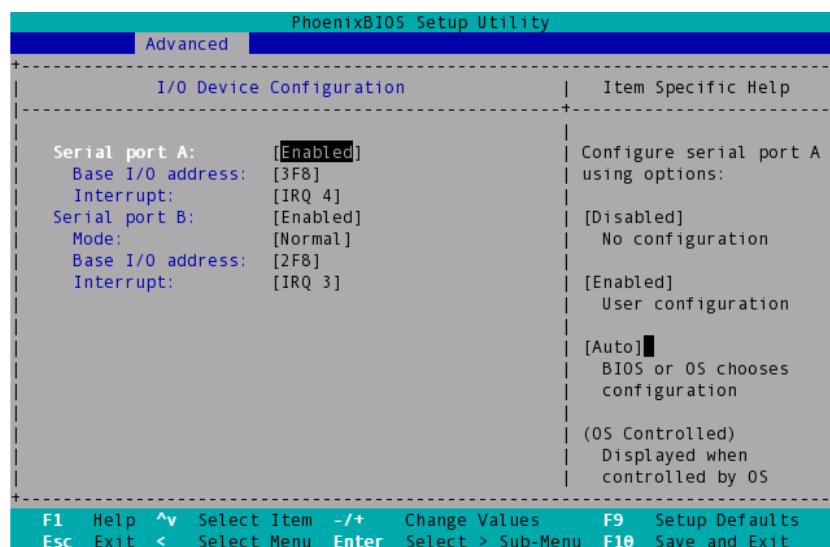 PhoenixBIOS Setup Utility
Advanced
I/O Device Configuration
Item Specific Help
Serial port A: [Enabled]
Base I/O address: [3F8]
Interrupt: [IRQ 4]
Serial port B: [Enabled]
Mode: [Normal]
Base I/O address: [2F8]
Interrupt: [IRQ 3]
Configure serial port A
using options:
[Disabled]
No configuration
[Enabled]
User configuration
[Auto]
BIOS or OS chooses
configuration
(OS Controlled)
Displayed when
controlled by OS
F1 Help ^v Select Item -/+ Change Values F9 Setup Defaults
Esc Exit < Select Menu Enter Select > Sub-Menu F10 Save and Exit